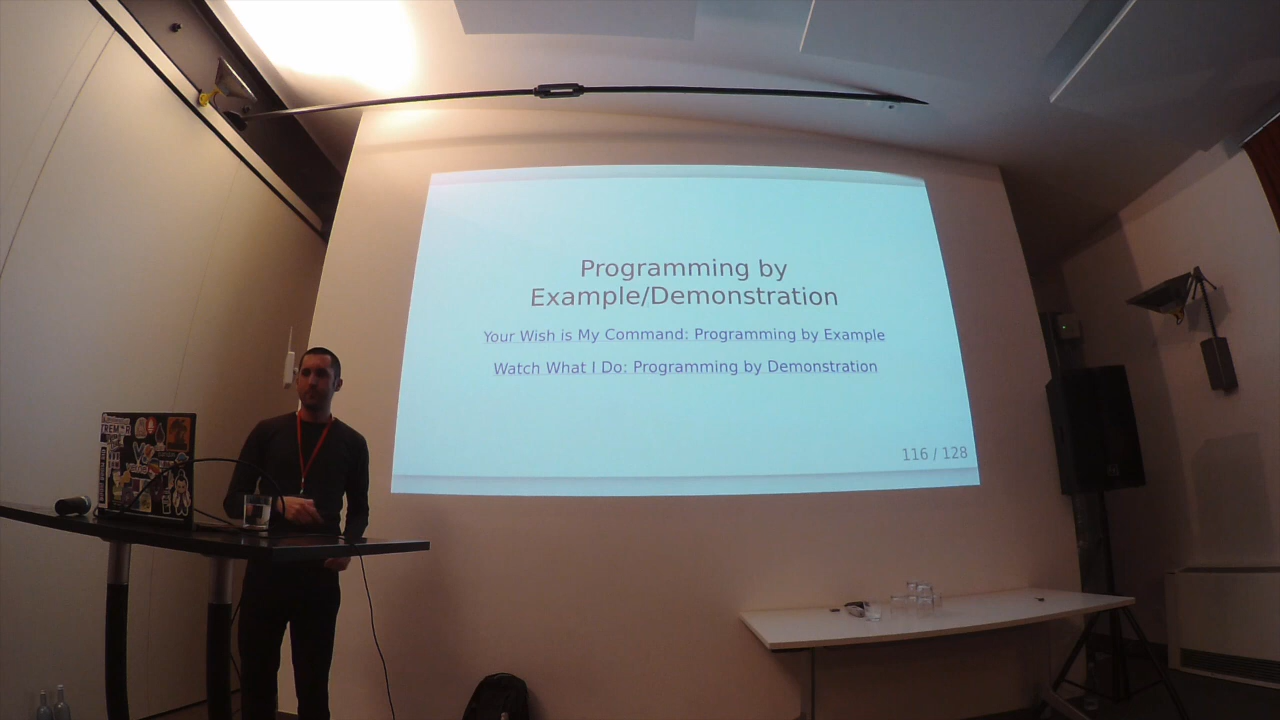 Programming by
Example/Demonstration
Your Wish is My Command: Programming by Example
Watch What I Do: Programming by Demonstration
116 / 128